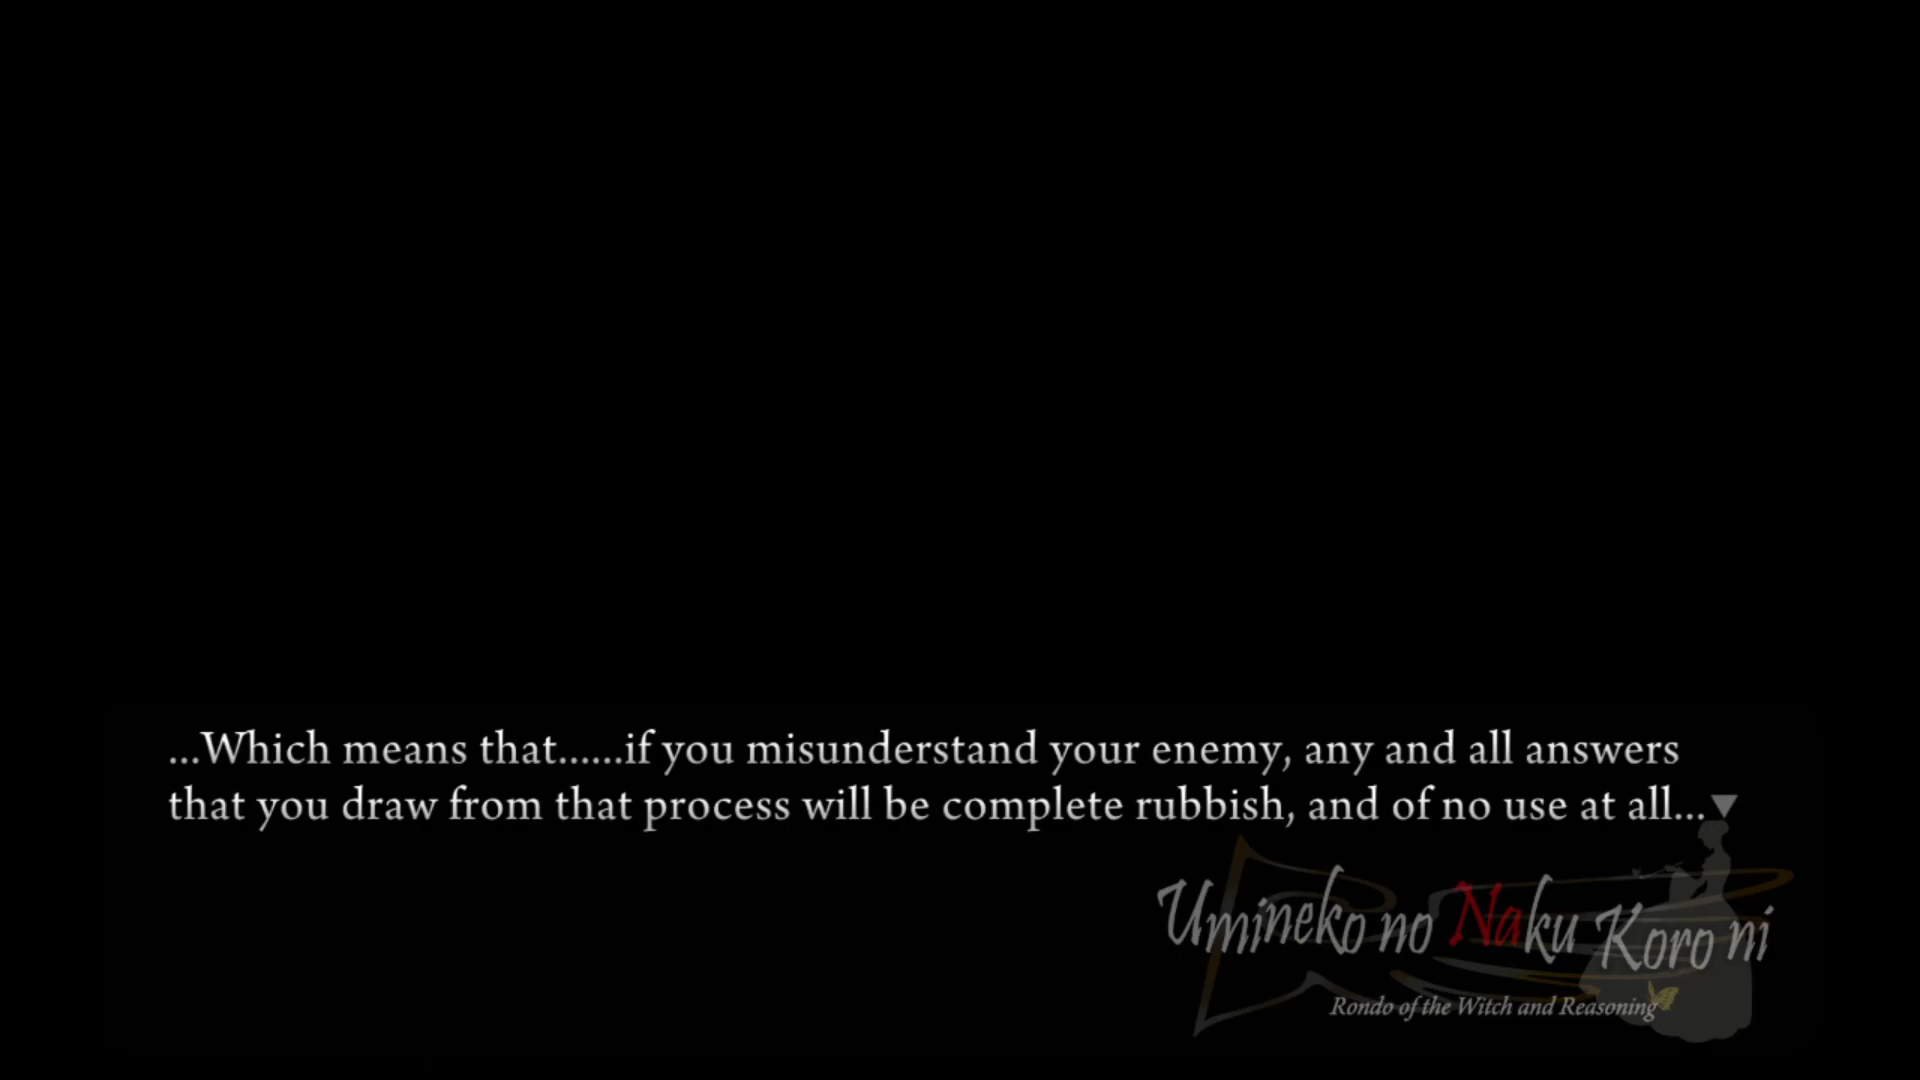 ...Which means that......if you misunderstand your enemy, any and all answers
that you draw from that process will be complete rubbish, and of no use at all...
Umineko no Naku Koro ni
Rondo of the Witch and Reasoning